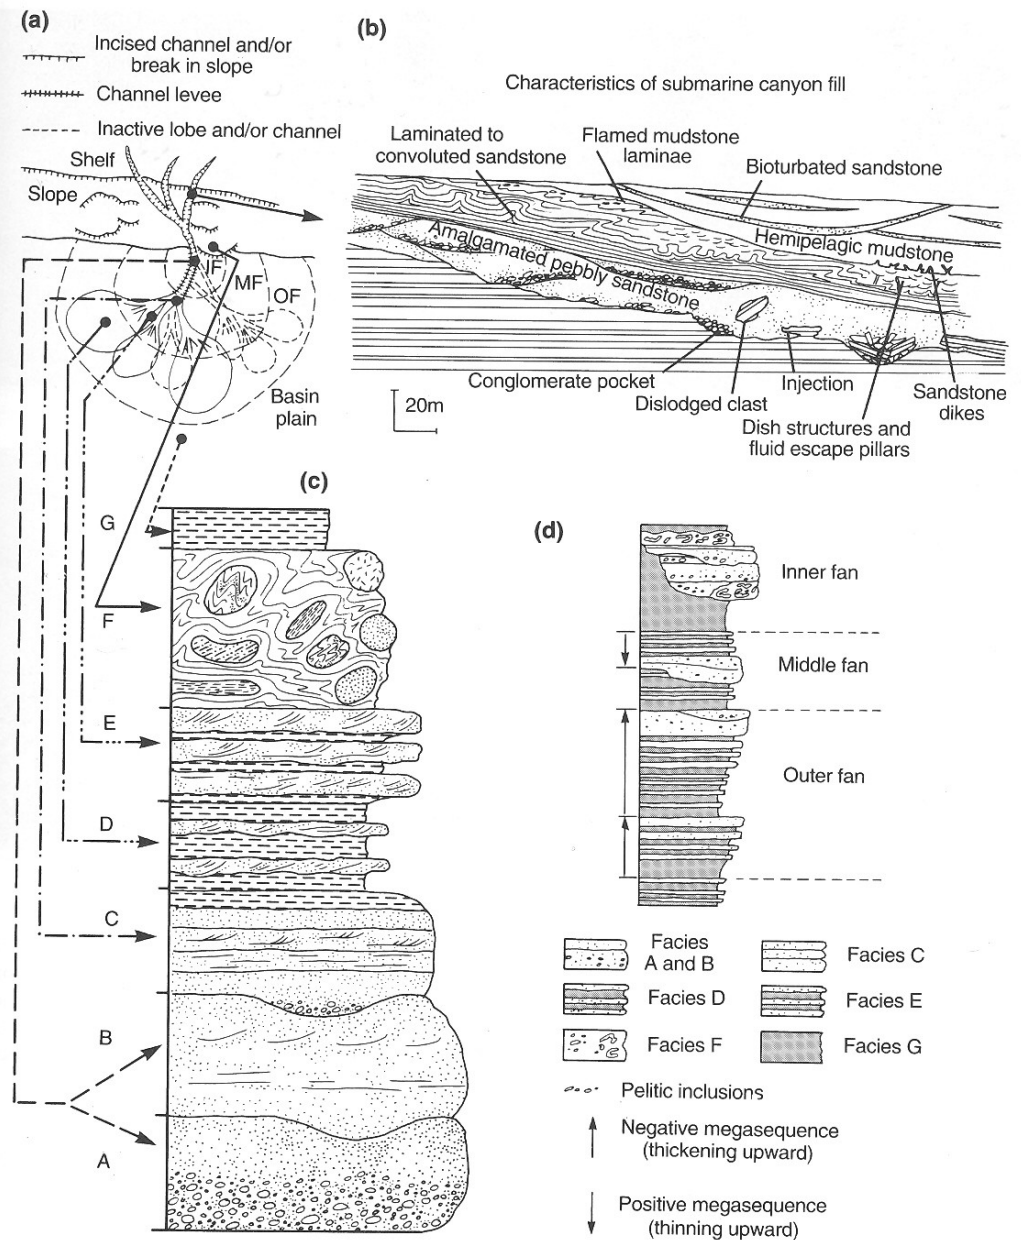 (a)
Incised channel and/or
break in slope
Channel levee
Inactive lobe and/or channel
Shelf
Slope
IF
MF
OF
Basin
plain
(b)
Characteristics of submarine canyon fill
Laminated to
convoluted sandstone
Flamed mudstone
laminae
Bioturbated sandstone
Hemipelagic mudstone
Amalgamated pebbly sandstone
Conglomerate pocket
Dislodged clast
Injection
Dish structures and
fluid escape pillars
Sandstone
dikes
20m
(c)
G
F
E
D
C
B
A
(d)
Inner fan
Middle fan
Outer fan
Facies
A and B
Facies C
Facies D
Facies E
Facies F
Facies G
Pelitic inclusions
Negative megasequence
(thickening upward)
Positive megasequence
(thinning upward)